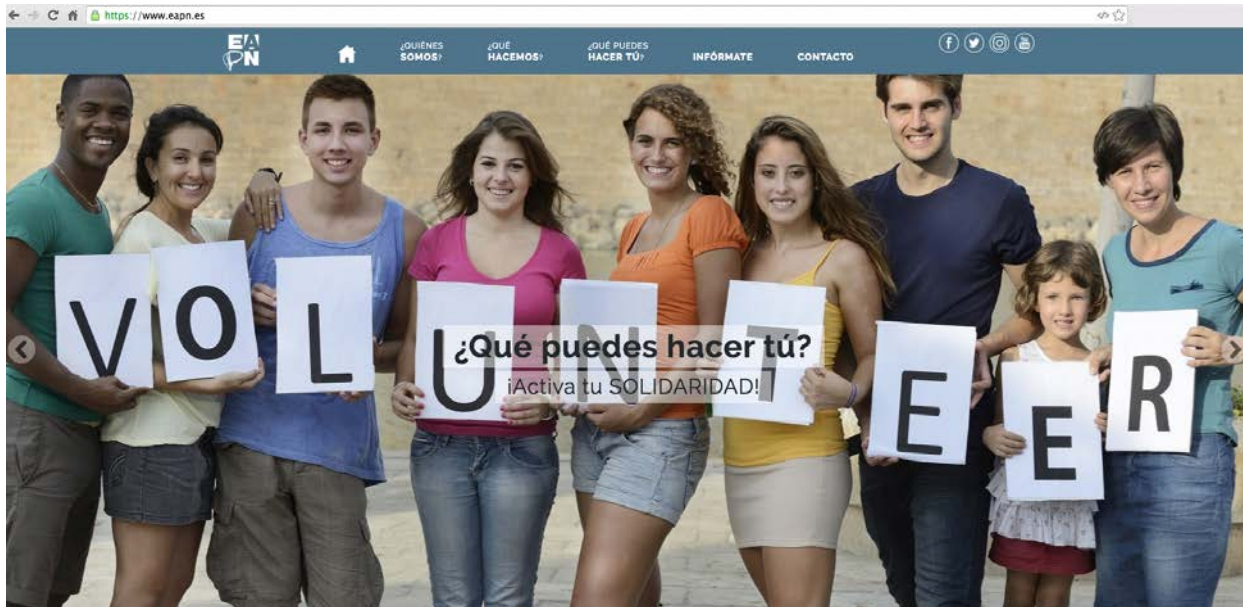 https://www.eapn.es
EA
PN
¿QUIÉNES
SOMOS?
¿QUÉ
HACEMOS?
¿QUÉ PUEDES
HACER TÚ?
INFÓRMATE
CONTACTO
VOLUNTEER
¿Qué puedes hacer tú?
¡Activa tu SOLIDARIDAD!